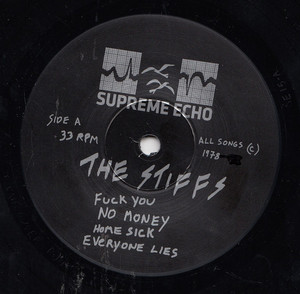 SUPREME ECHO
SIDE A
33 RPM
ALL SONGS (C)
1978
THE STIFFS
FUCK YOU
NO MONEY
HOME SICK
EVERYONE LIES